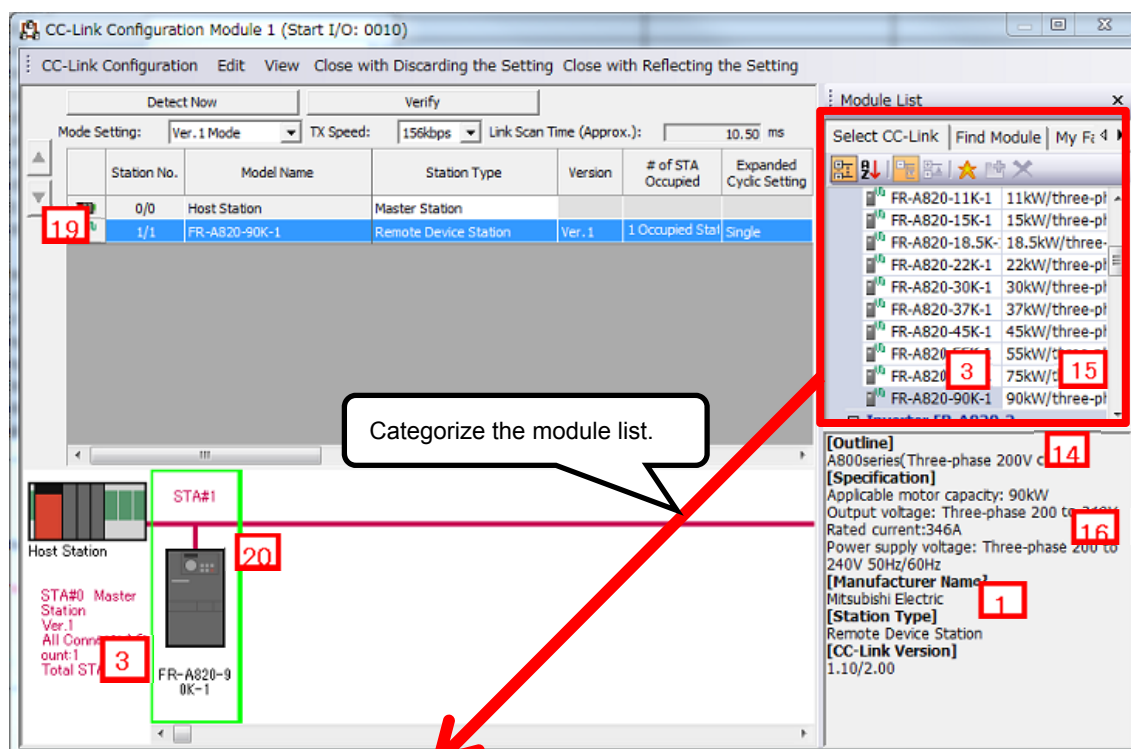 CC-Link Configuration Module 1 (Start I/O: 0010)
CC-Link Configuration Edit View Close with Discarding the Setting Close with Reflecting the Setting
Detect Now Verify
Mode Setting: Ver.1 Mode TX Speed: 156kbps Link Scan Time (Approx.): 10.50 ms
Station No. Model Name Station Type Version # of STA Occupied Expanded Cyclic Setting
0/0 Host Station Master Station
19 1/1 FR-A820-90K-1 Remote Device Station Ver.1 1 Occupied Stat Single
Categorize the module list.
STA#1
Host Station
20
STA#0 Master
Station
Ver.1
All
ount:1
Total
3
FR-A820-9
0K-1
Module List
Select CC-Link Find Module My Fa
FR-A820-11K-1 11kW/three-ph
FR-A820-15K-1 15kW/three-ph
FR-A820-18.5K- 18.5kW/three-
FR-A820-22K-1 22kW/three-ph
FR-A820-30K-1 30kW/three-ph
FR-A820-37K-1 37kW/three-ph
FR-A820-45K-1 45kW/three-ph
FR-A820 55kW/t
FR-A820 3 75kW/t 15
FR-A820-90K-1 90kW/three-ph
Inverter FR-A820-2
[Outline]
A800series(Three-phase 200V c 14
[Specification]
Applicable motor capacity: 90kW
Output voltage: Three-phase 200 to 240V
Rated current:346A 16
Power supply voltage: Three-phase 200 to
240V 50Hz/60Hz
[Manufacturer Name]
Mitsubishi Electric 1
[Station Type]
Remote Device Station
[CC-Link Version]
1.10/2.00